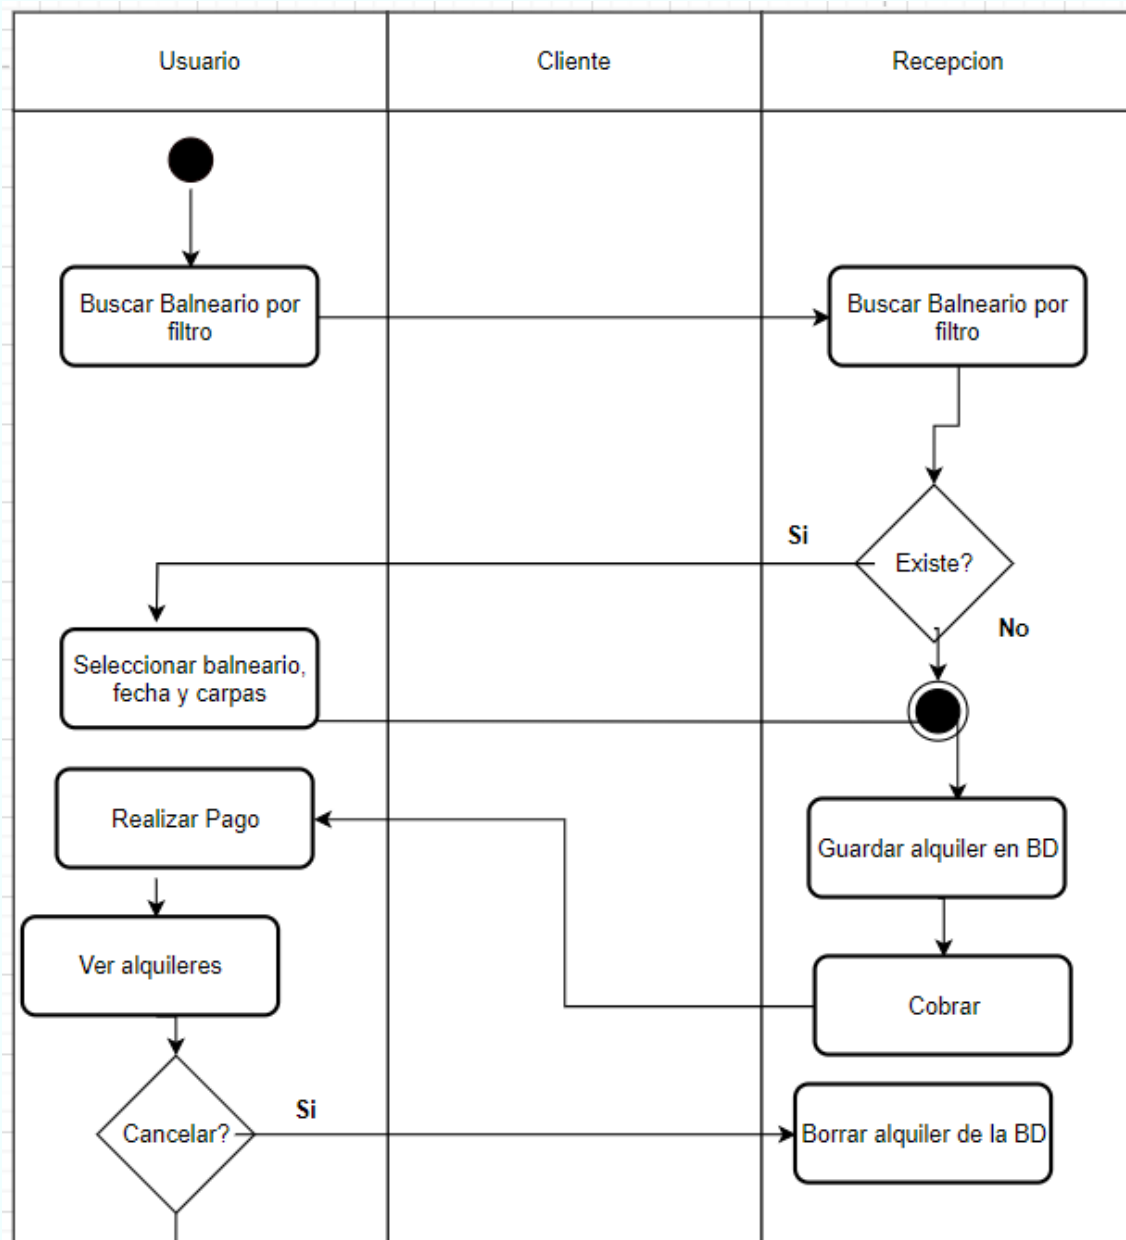 Usuario
Cliente
Recepcion
Buscar Balneario por
filtro
Buscar Balneario por
filtro
Si
Existe?
No
Seleccionar balneario,
fecha y carpas
Realizar Pago
Guardar alquiler en BD
Ver alquileres
Cobrar
Si
Cancelar?
Borrar alquiler de la BD